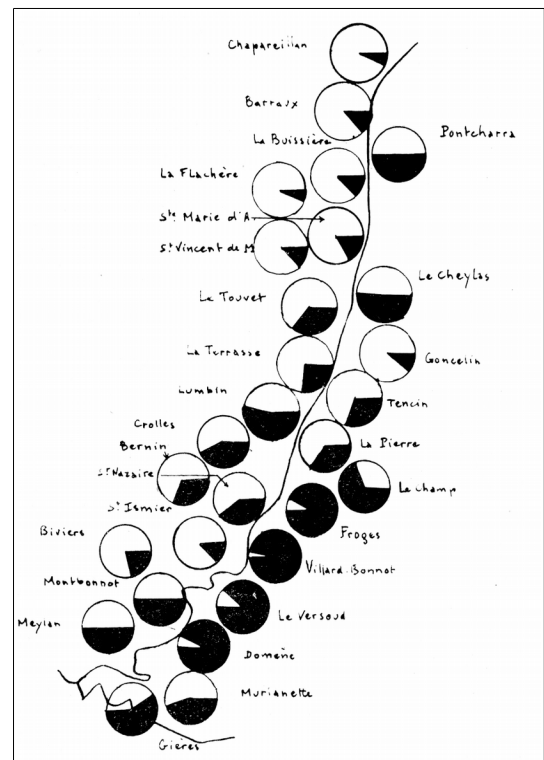 Chapareillan
Barraux
La Buissière
Pontcharra
La Flachère
Ste Marie d'A.
St Vincent de M
Le Cheylas
Le Touvet
La Terrasse
Goncelin
Lumbin
Tencin
Crolles
Bernin
La Pierre
St Nazaire
Le Champ
St Ismier
Froges
Biviers
Villard-Bonnot
Montbonnot
Le Versoud
Meylan
Domène
Murianette
Gières